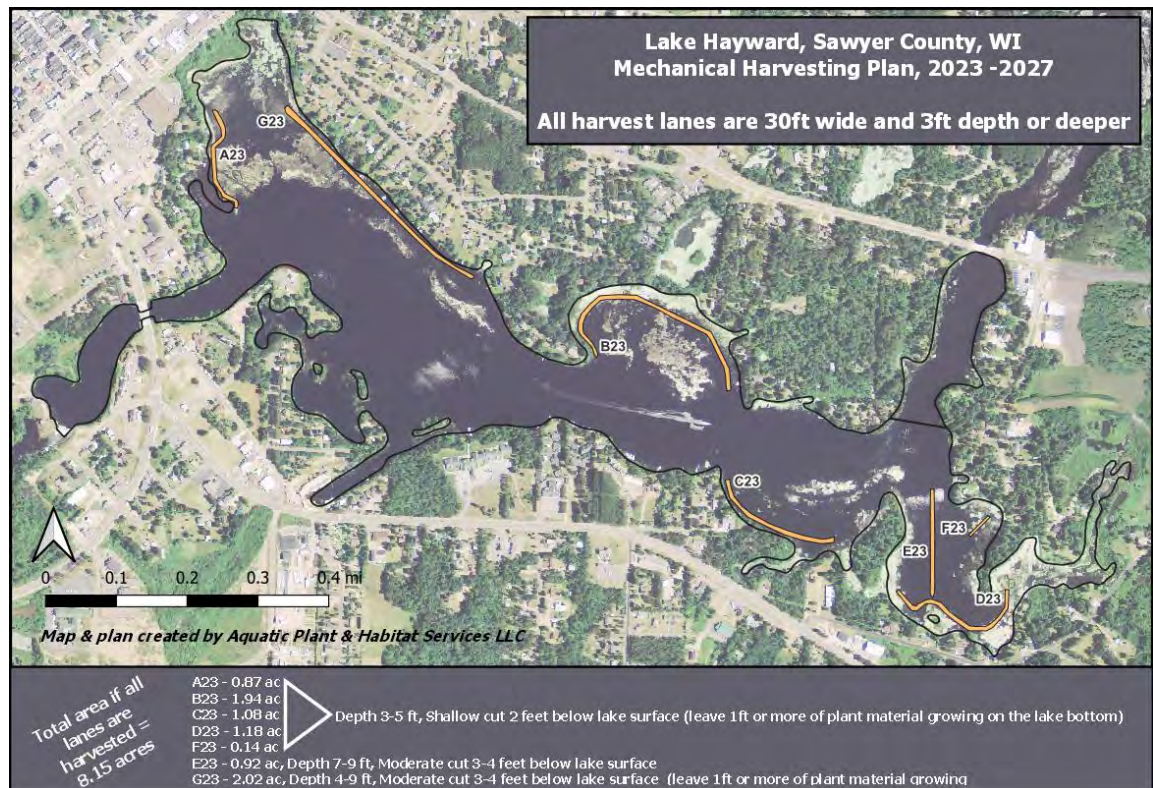 Lake Hayward, Sawyer County, WI
Mechanical Harvesting Plan, 2023 -2027
All harvest lanes are 30ft wide and 3ft depth or deeper
G23
A23
B23
C23
F23
E23
D23
0 0.1 0.2 0.3 0.4 mi
Map & plan created by Aquatic Plant & Habitat Services LLC
Total area if all
lanes are
harvested =
8.15 acres
A23 - 0.87 ac
B23 - 1.94 ac
C23 - 1.08 ac
D23 - 1.18 ac
F23 - 0.14 ac
Depth 3-5 ft, Shallow cut 2 feet below lake surface (leave 1ft or more of plant material growing on the lake bottom)
E23 - 0.92 ac, Depth 7-9 ft, Moderate cut 3-4 feet below lake surface
G23 - 2.02 ac, Depth 4-9 ft, Moderate cut 3-4 feet below lake surface (leave 1ft or more of plant material growing